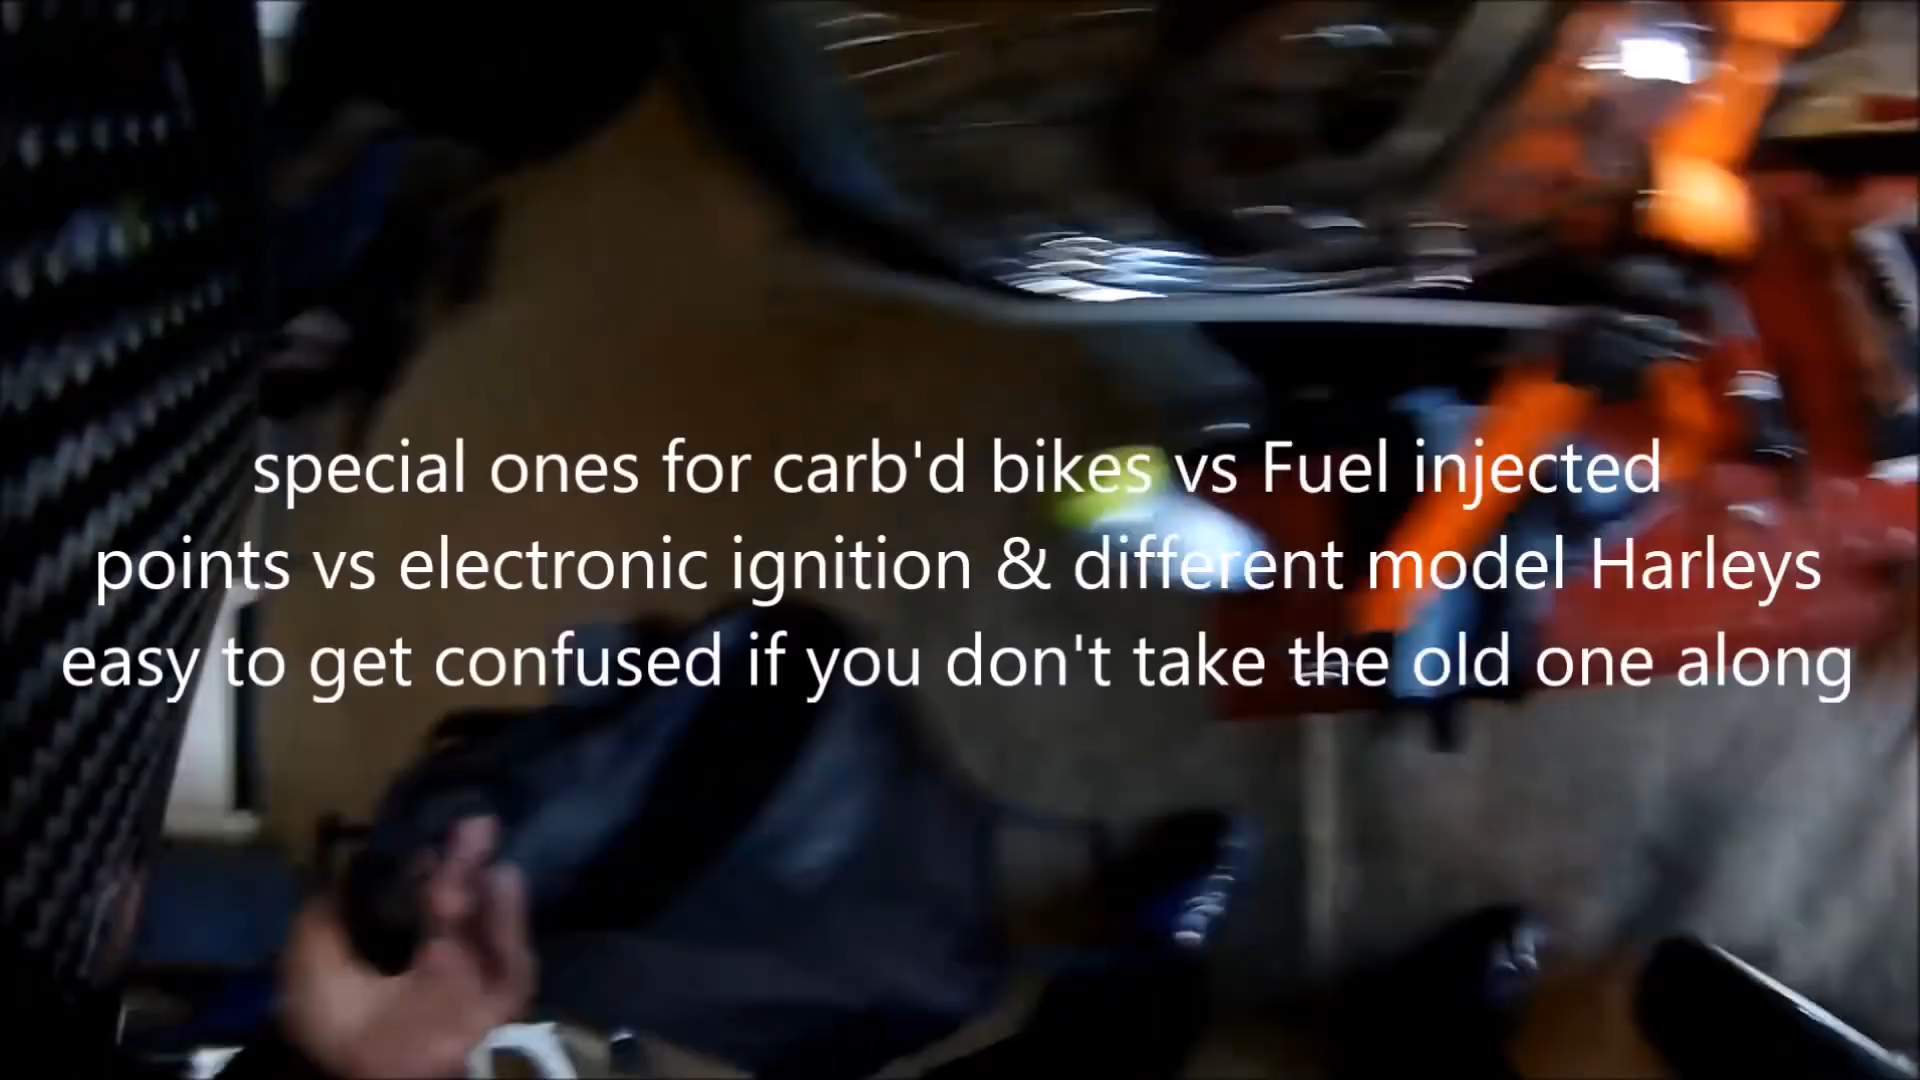 special ones for carb'd bikes vs Fuel injected
points vs electronic ignition & different model Harleys
easy to get confused if you don't take the old one along